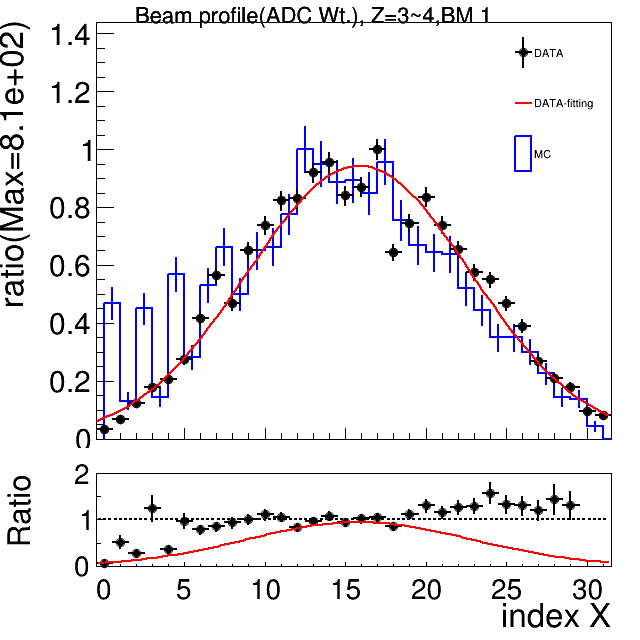 Beam profile(ADC Wt.), Z=3~4,BM 1
ratio(Max=8.1e+02)
1.4
1.2
1
0.8
0.6
0.4
0.2
0
DATA
DATA-fitting
MC
Ratio
2
1
0
0 5 10 15 20 25 30
index X